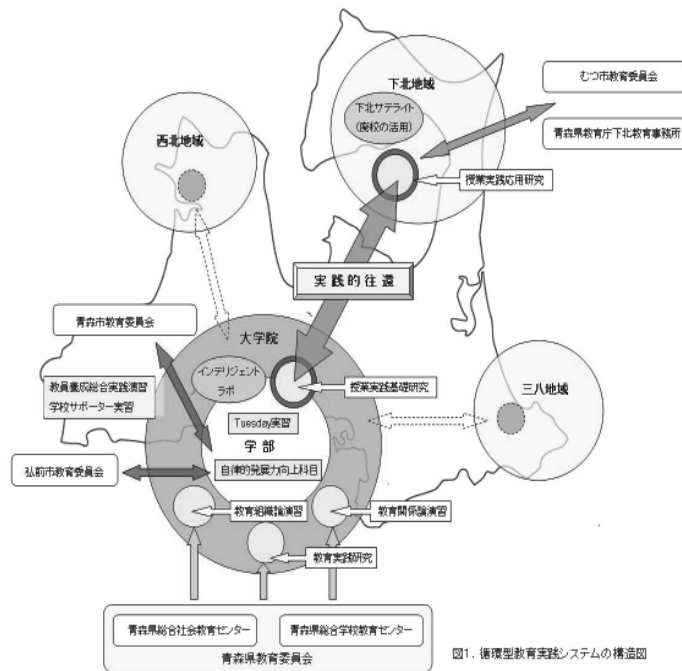 下北地域
むつ市教育委員会
下北サテライト
(廃校の活用)
青森県教育庁下北教育事務所
西北地域
授業実践応用研究
実践的往還
青森市教育委員会
大学院
インテリジェント
ラボ
授業実践基礎研究
三八地域
教員養成総合実践演習
学校サポーター実習
Tuesday実習
学部
弘前市教育委員会
自律的発展力向上科目
教育組織論演習
教育関係論演習
教育実践研究
青森県総合社会教育センター
青森県総合学校教育センター
青森県教育委員会
図1. 循環型教育実践システムの構造図